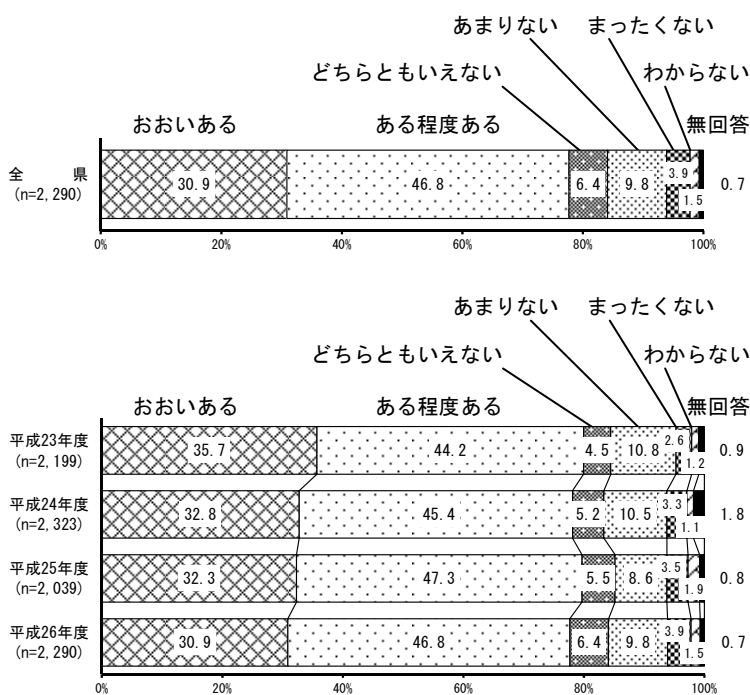 あまりない まったくない
どちらともいえない わからない
おおいある ある程度ある 無回答
全　県
(n=2,290)
30.9 46.8 6.4 9.8 3.9 1.5 0.7
0% 20% 40% 60% 80% 100%
あまりない まったくない
どちらともいえない わからない
おおいある ある程度ある 無回答
平成23年度
(n=2,199)
35.7 44.2 4.5 10.8 2.6 1.2 0.9
平成24年度
(n=2,323)
32.8 45.4 5.2 10.5 3.3 1.1 1.8
平成25年度
(n=2,039)
32.3 47.3 5.5 8.6 3.5 1.9 0.8
平成26年度
(n=2,290)
30.9 46.8 6.4 9.8 3.9 1.5 0.7
0% 20% 40% 60% 80% 100%